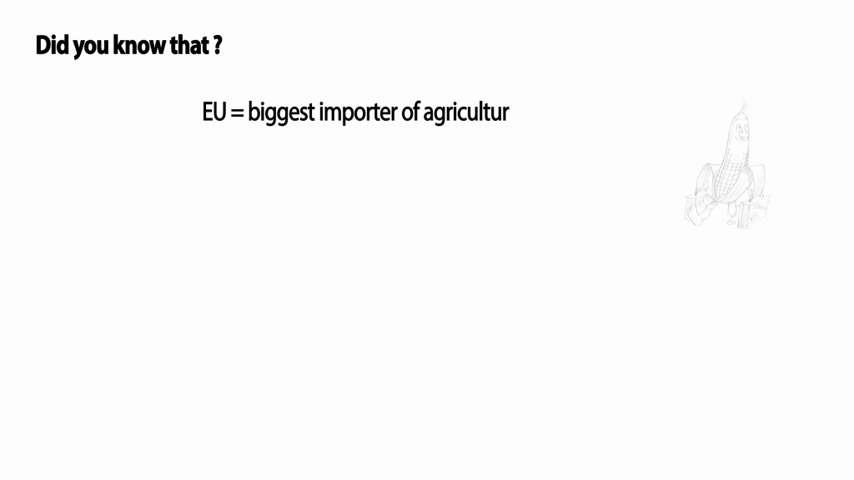 Did you know that ?
EU = biggest importer of agricultur